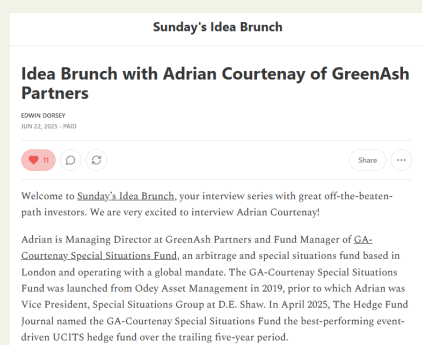 Sunday's Idea Brunch
Idea Brunch with Adrian Courtenay of GreenAsh
Partners
EDWIN DORSEY
JUN 22, 2025 · PAID
11
Share
Welcome to Sunday's Idea Brunch, your interview series with great off-the-beaten-
path investors. We are very excited to interview Adrian Courtenay!
Adrian is Managing Director at GreenAsh Partners and Fund Manager of GA-
Courtenay Special Situations Fund, an arbitrage and special situations fund based in
London and operating with a global mandate. The GA-Courtenay Special Situations
Fund was launched from Odey Asset Management in 2019, prior to which Adrian was
Vice President, Special Situations Group at D.E. Shaw. In April 2025, The Hedge Fund
Journal named the GA-Courtenay Special Situations Fund the best-performing event-
driven UCITS hedge fund over the trailing five-year period.